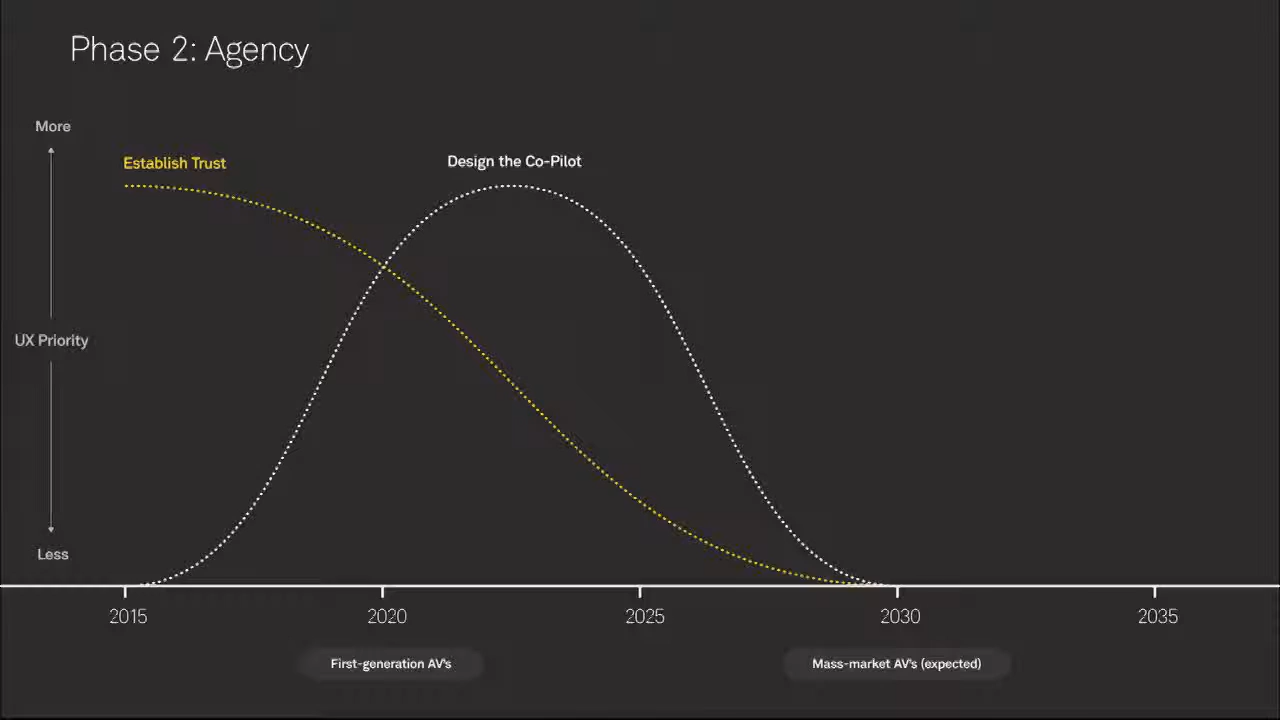 Phase 2: Agency
More
Establish Trust
Design the Co-Pilot
UX Priority
Less
2015
2020
2025
2030
2035
First-generation AV's
Mass-market AV's (expected)